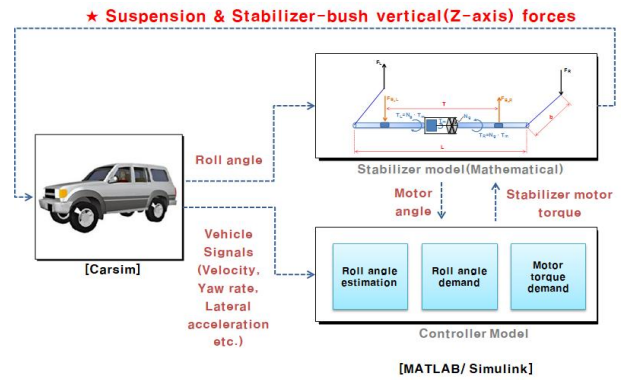 ★ Suspension & Stabilizer-bush vertical(Z-axis) forces
T
L
b
Stabilizer model(Mathematical)
Roll angle
Motor
angle
Stabilizer motor
torque
[Carsim]
Vehicle
Signals
(Velocity,
Yaw rate,
Lateral
acceleration
etc.)
Roll angle
estimation
Roll angle
demand
Motor
torque
demand
Controller Model
[MATLAB/ Simulink]